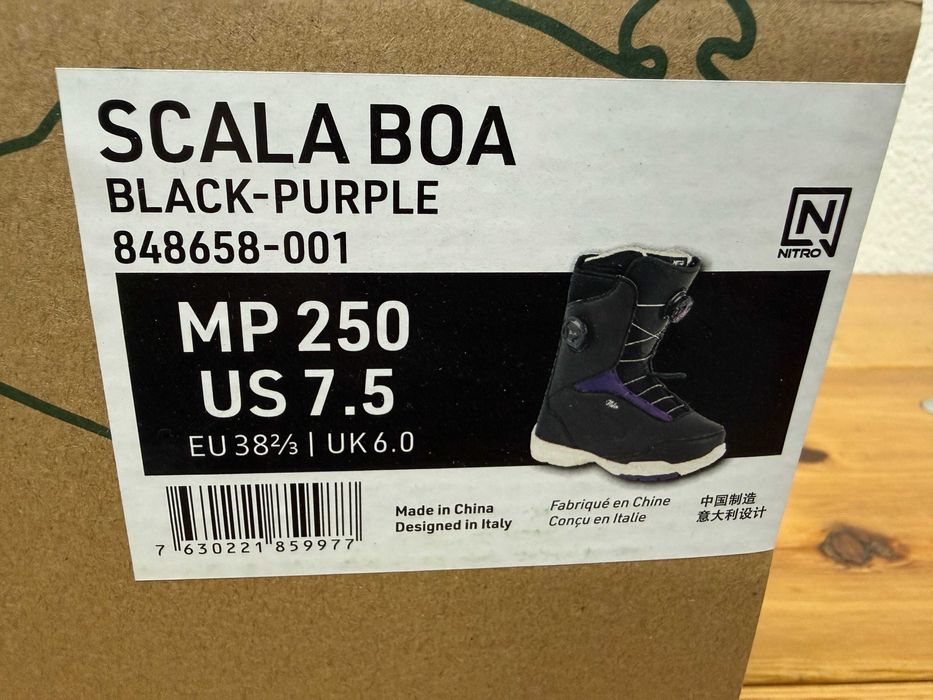 SCALA BOA
BLACK-PURPLE
848658-001
N
NITRO
MP 250
US 7.5
EU 38⅔ | UK 6.0
7 630221 859977
Made in China
Designed in Italy
Fabriqué en Chine
Conçu en Italie
中国制造
意大利设计